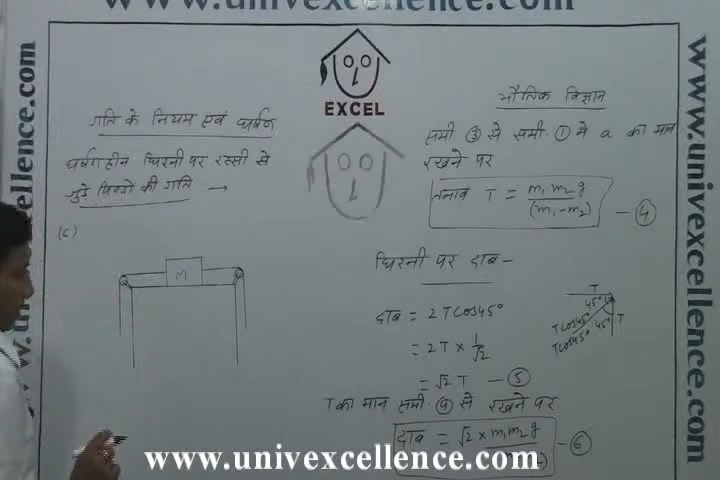 www.univexcellence.com
EXCEL
गति के नियम एवं घर्षण
घर्षणहीन घिरनी पर रस्सी से
जुड़े पिण्डों की गति →
(c)
M
भौतिक विज्ञान
समी ③ से समी ① में a का मान
रखने पर
तनाव T = m₁m₂g / (m₁-m₂) —④
घिरनी पर दाब -
दाब = 2Tcos45°
= 2T × 1/√2
= √2 T —⑤
T
45°
45°
T
Tcos45°
Tcos45°
T का मान समी ④ से रखने पर
दाब = √2 × m₁m₂g —⑥
www.univexcellence.com
www.univexcellence.com
www.univexcellence.com